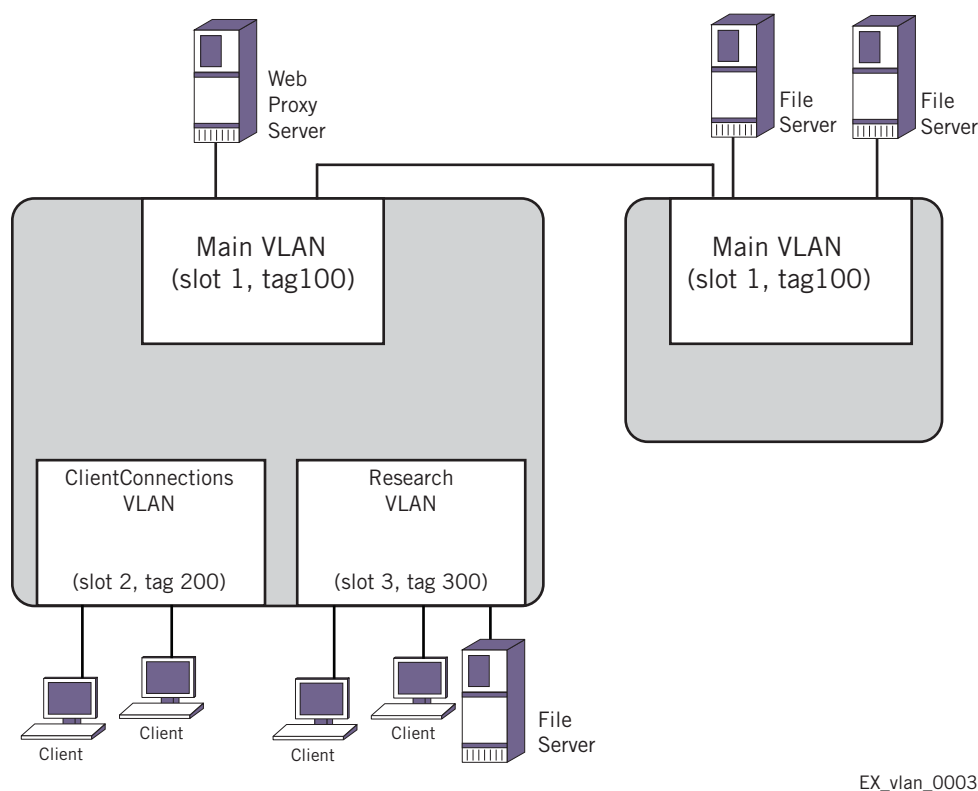 Web
Proxy
Server
File
Server
File
Server
Main VLAN
(slot 1, tag100)
Main VLAN
(slot 1, tag100)
ClientConnections
VLAN
(slot 2, tag 200)
Research
VLAN
(slot 3, tag 300)
Client
Client
Client
Client
File
Server
EX_vlan_0003